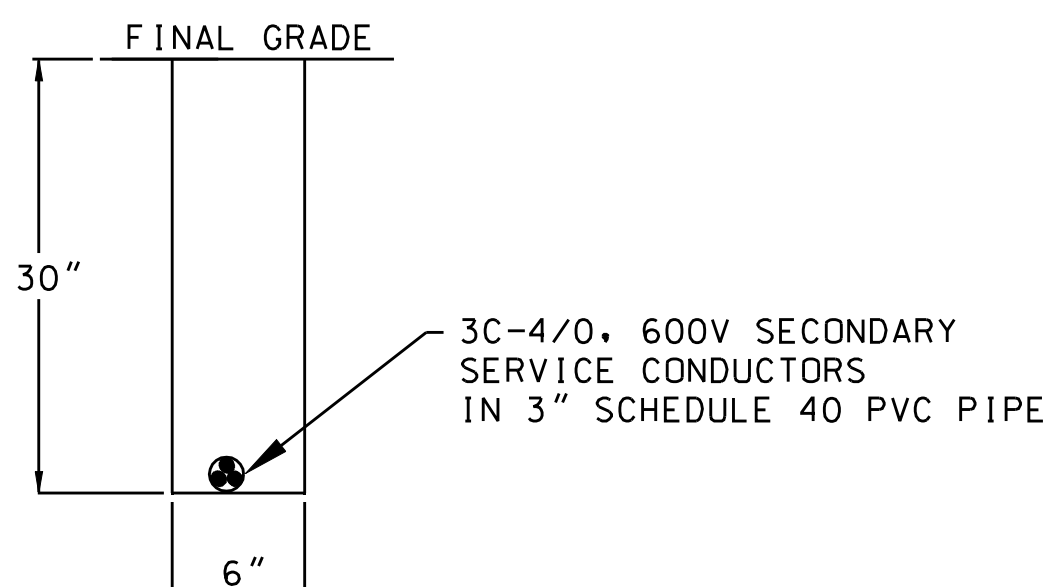 FINAL GRADE
30"
3C-4/0, 600V SECONDARY
SERVICE CONDUCTORS
IN 3" SCHEDULE 40 PVC PIPE
6"